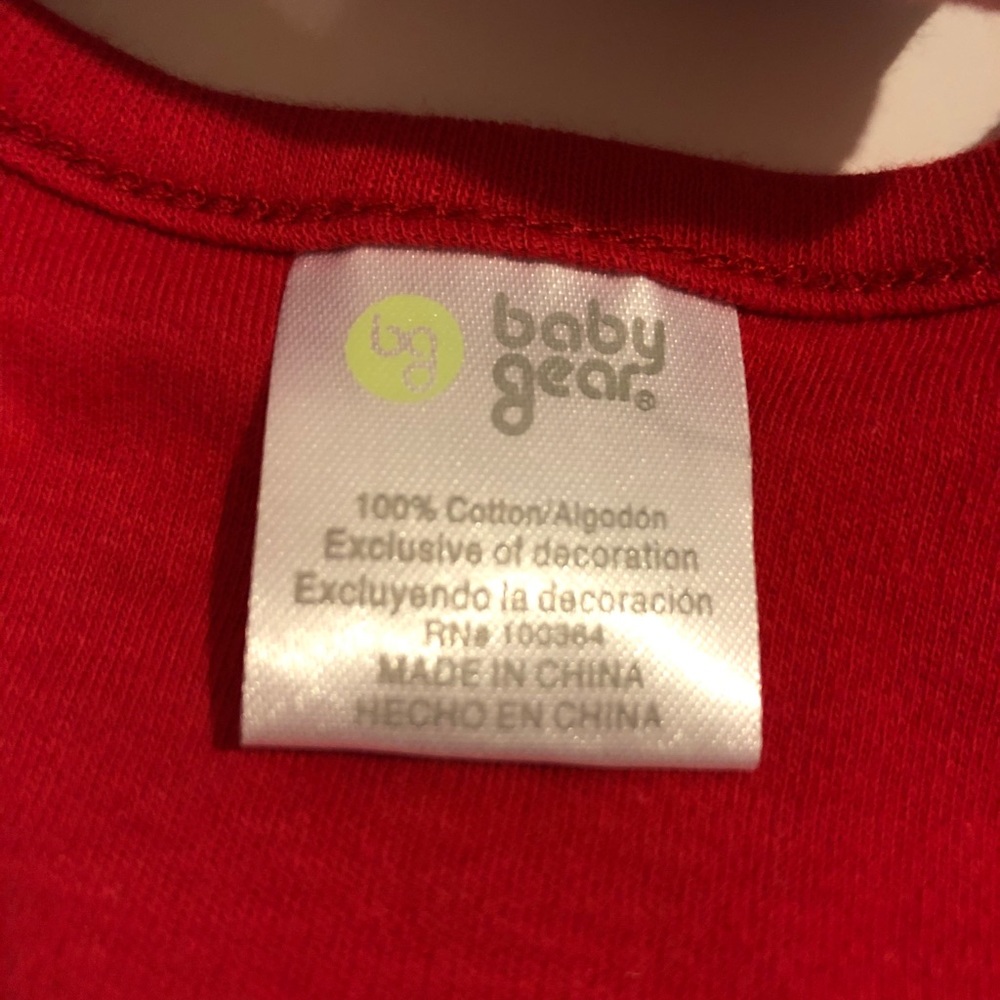 bg
baby
gear®
100% Cotton/Algodón
Exclusive of decoration
Excluyendo la decoración
RN# 100364
MADE IN CHINA
HECHO EN CHINA